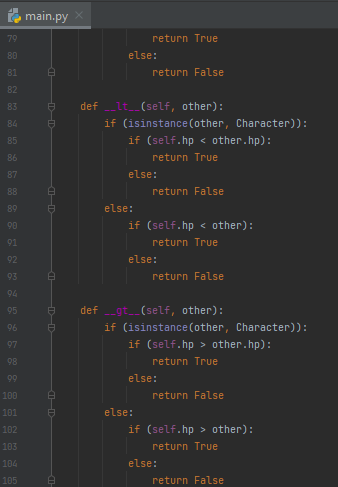 main.py
79                 return True
80             else:
81                 return False
82
83     def __lt__(self, other):
84         if (isinstance(other, Character)):
85             if (self.hp < other.hp):
86                 return True
87             else:
88                 return False
89         else:
90             if (self.hp < other):
91                 return True
92             else:
93                 return False
94
95     def __gt__(self, other):
96         if (isinstance(other, Character)):
97             if (self.hp > other.hp):
98                 return True
99             else:
100                 return False
101         else:
102             if (self.hp > other):
103                 return True
104             else:
105                 return False